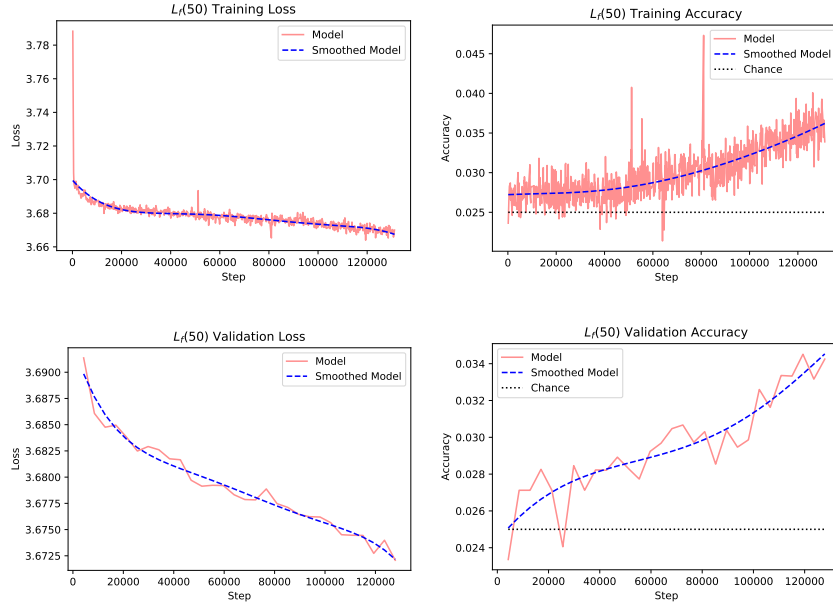 L_f(50) Training Loss
Model
Smoothed Model
3.78
3.76
3.74
3.72
3.70
3.68
3.66
Loss
0
20000
40000
60000
80000
100000
120000
Step
L_f(50) Training Accuracy
Model
Smoothed Model
Chance
0.045
0.040
0.035
0.030
0.025
Accuracy
0
20000
40000
60000
80000
100000
120000
Step
L_f(50) Validation Loss
Model
Smoothed Model
3.6900
3.6875
3.6850
3.6825
3.6800
3.6775
3.6750
3.6725
Loss
0
20000
40000
60000
80000
100000
120000
Step
L_f(50) Validation Accuracy
Model
Smoothed Model
Chance
0.034
0.032
0.030
0.028
0.026
0.024
Accuracy
0
20000
40000
60000
80000
100000
120000
Step